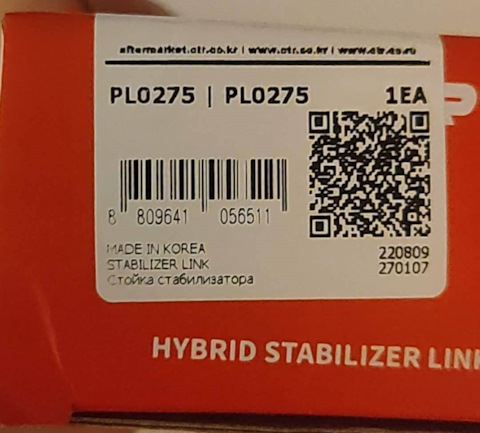 aftermarket.ctr.co.kr | www.ctr.co.kr | www.ctr.co.ru
PL0275 | PL0275 1EA
8 809641 056511
MADE IN KOREA
220809
STABILIZER LINK
270107
Стойка стабилизатора
HYBRID STABILIZER LINK